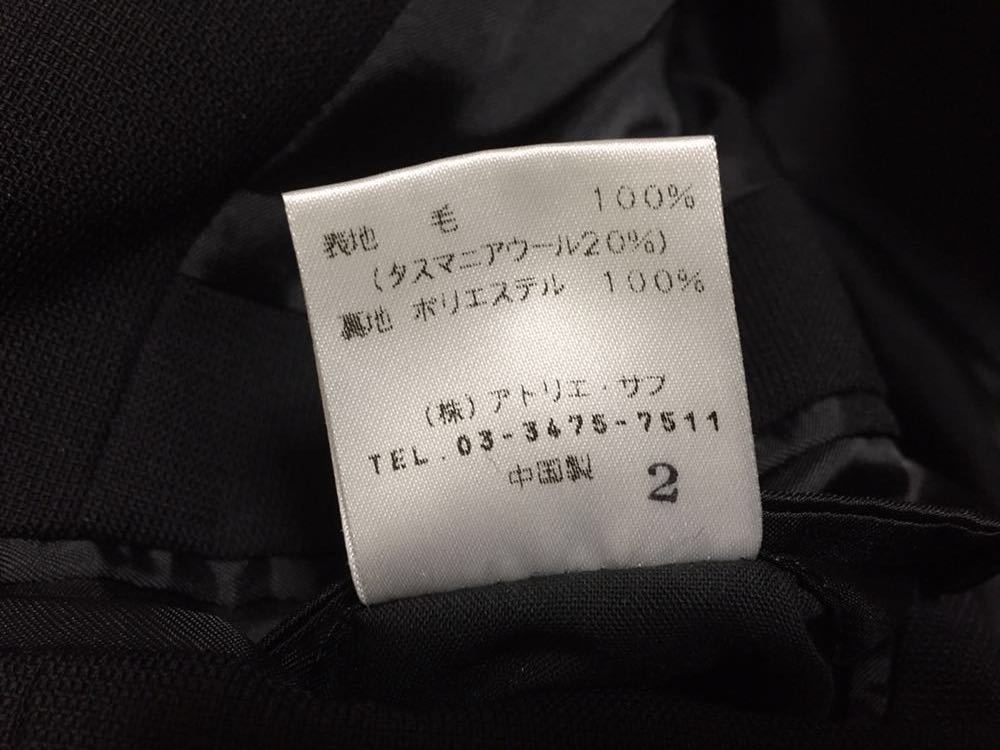 表地 毛 100%
(タスマニアウール20%)
裏地 ポリエステル 100%
(株)アトリエ・サブ
TEL.03-3475-7511
中国製 2